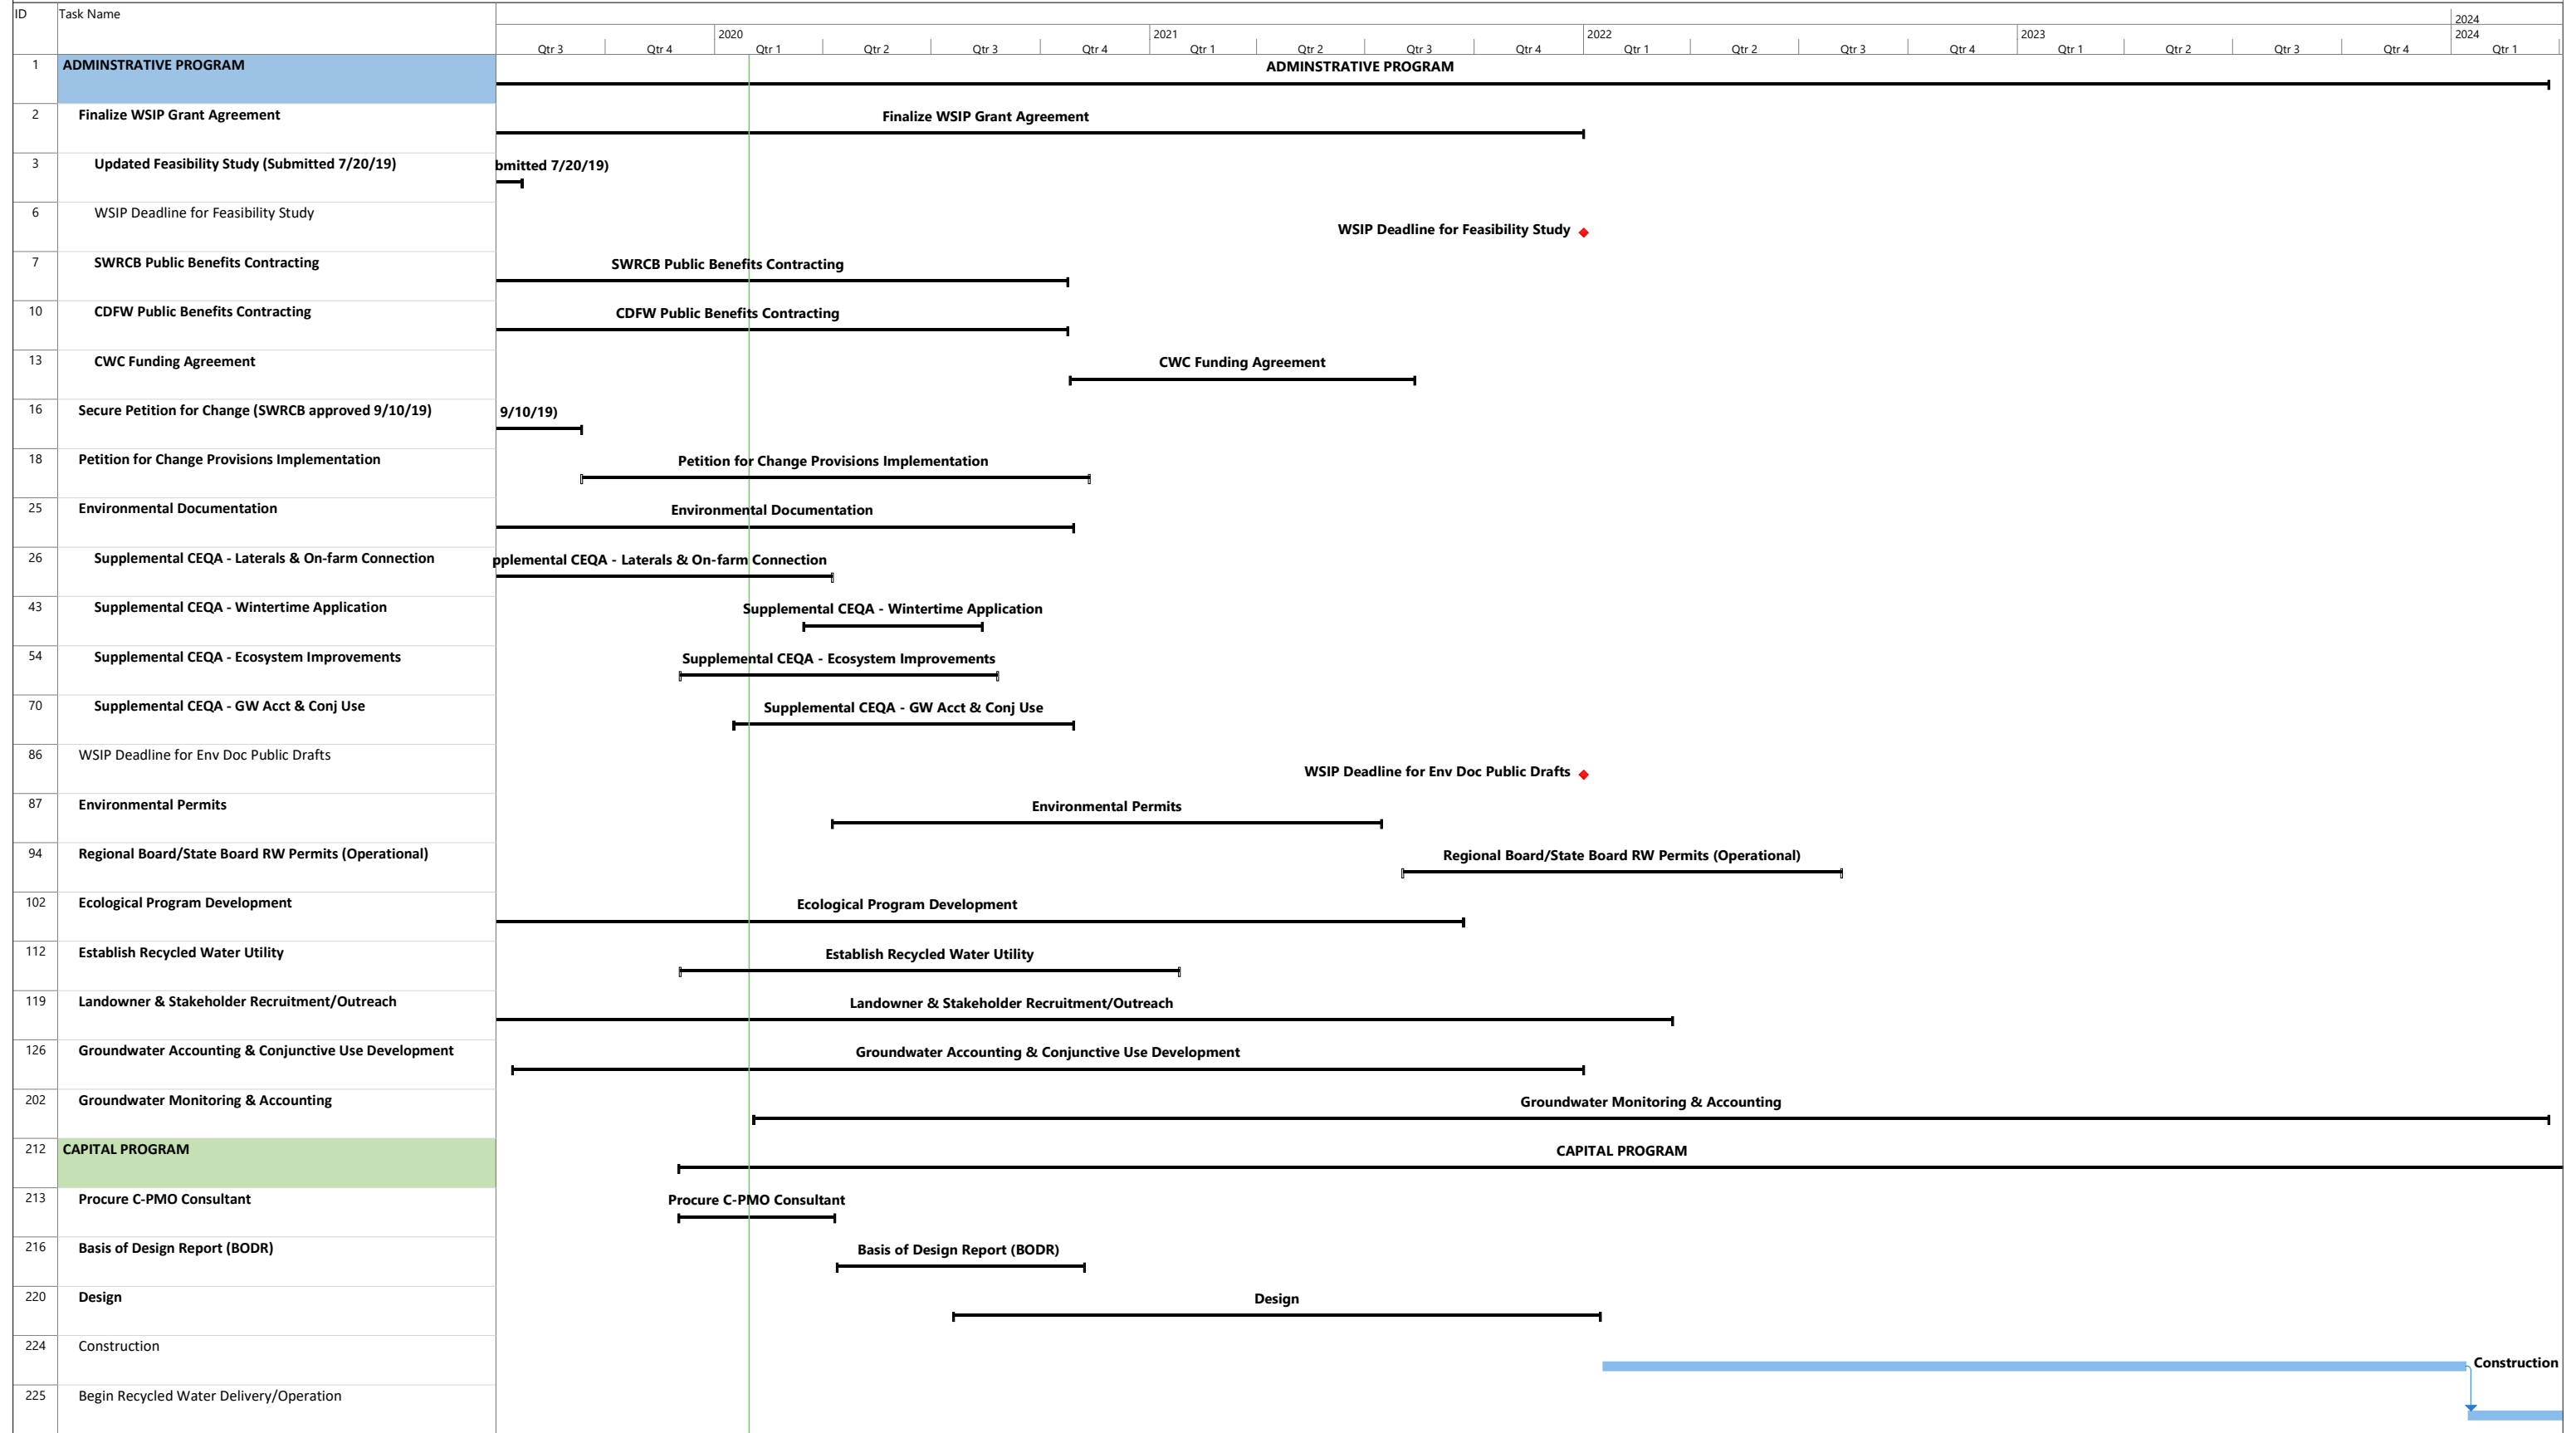 ID Task Name
2024
2020 2021 2022 2023 2024
Qtr 3 Qtr 4 Qtr 1 Qtr 2 Qtr 3 Qtr 4 Qtr 1 Qtr 2 Qtr 3 Qtr 4 Qtr 1 Qtr 2 Qtr 3 Qtr 4 Qtr 1 Qtr 2 Qtr 3 Qtr 4 Qtr 1
1 ADMINSTRATIVE PROGRAM ADMINSTRATIVE PROGRAM
2 Finalize WSIP Grant Agreement Finalize WSIP Grant Agreement
3 Updated Feasibility Study (Submitted 7/20/19) bmitted 7/20/19)
6 WSIP Deadline for Feasibility Study WSIP Deadline for Feasibility Study
7 SWRCB Public Benefits Contracting SWRCB Public Benefits Contracting
10 CDFW Public Benefits Contracting CDFW Public Benefits Contracting
13 CWC Funding Agreement CWC Funding Agreement
16 Secure Petition for Change (SWRCB approved 9/10/19) 9/10/19)
18 Petition for Change Provisions Implementation Petition for Change Provisions Implementation
25 Environmental Documentation Environmental Documentation
26 Supplemental CEQA - Laterals & On-farm Connection pplemental CEQA - Laterals & On-farm Connection
43 Supplemental CEQA - Wintertime Application Supplemental CEQA - Wintertime Application
54 Supplemental CEQA - Ecosystem Improvements Supplemental CEQA - Ecosystem Improvements
70 Supplemental CEQA - GW Acct & Conj Use Supplemental CEQA - GW Acct & Conj Use
86 WSIP Deadline for Env Doc Public Drafts WSIP Deadline for Env Doc Public Drafts
87 Environmental Permits Environmental Permits
94 Regional Board/State Board RW Permits (Operational) Regional Board/State Board RW Permits (Operational)
102 Ecological Program Development Ecological Program Development
112 Establish Recycled Water Utility Establish Recycled Water Utility
119 Landowner & Stakeholder Recruitment/Outreach Landowner & Stakeholder Recruitment/Outreach
126 Groundwater Accounting & Conjunctive Use Development Groundwater Accounting & Conjunctive Use Development
202 Groundwater Monitoring & Accounting Groundwater Monitoring & Accounting
212 CAPITAL PROGRAM CAPITAL PROGRAM
213 Procure C-PMO Consultant Procure C-PMO Consultant
216 Basis of Design Report (BODR) Basis of Design Report (BODR)
220 Design Design
224 Construction Construction
225 Begin Recycled Water Delivery/Operation